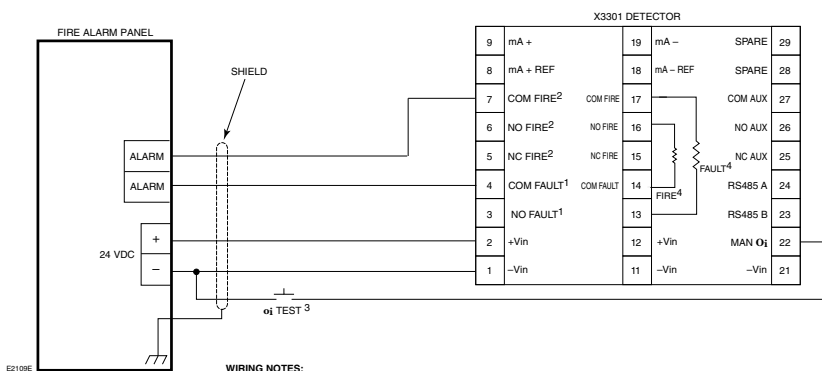 X3301 DETECTOR
FIRE ALARM PANEL
SHIELD
9 mA + 19 mA – SPARE 29
8 mA + REF 18 mA – REF SPARE 28
7 COM FIRE2 COM FIRE 17 COM AUX 27
6 NO FIRE2 NO FIRE 16 NO AUX 26
5 NC FIRE2 NC FIRE 15 NC AUX 25
FAULT4
4 COM FAULT1 COM FAULT 14 RS485 A 24
FIRE4
3 NO FAULT1 13 RS485 B 23
2 +Vin 12 +Vin MAN Oi 22
1 –Vin 11 –Vin –Vin 21
ALARM
ALARM
+
24 VDC
–
oi TEST 3
E2109E
WIRING NOTES: